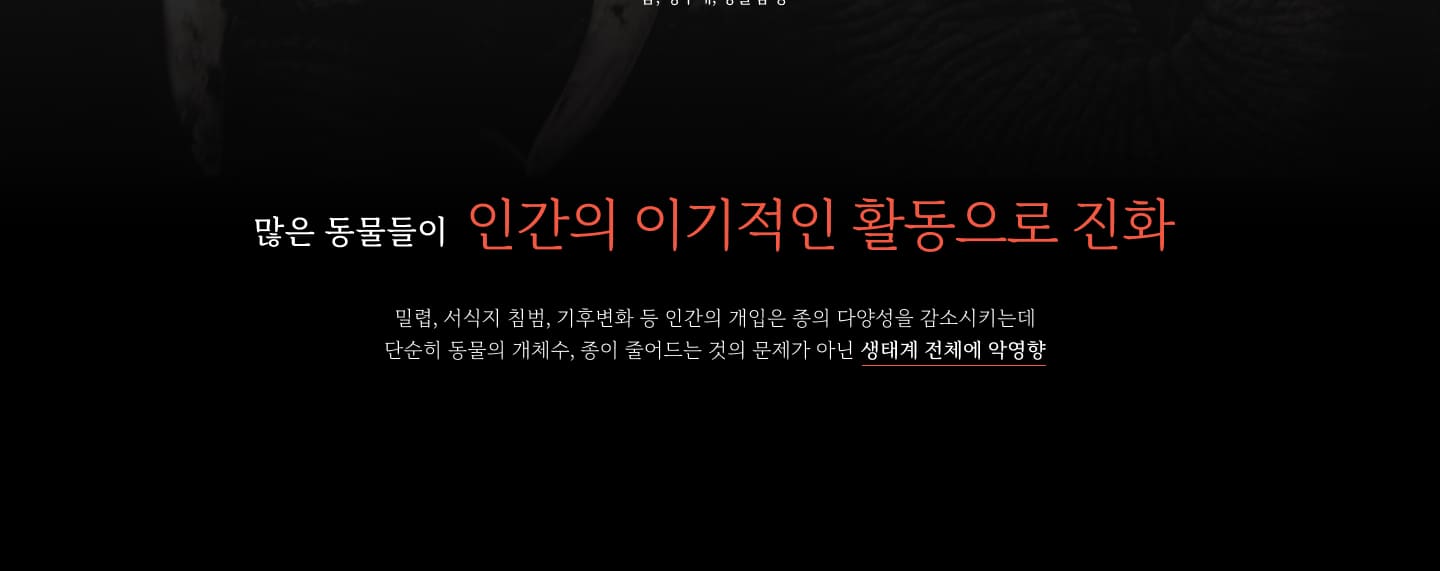 많은 동물들이 인간의 이기적인 활동으로 진화
밀렵, 서식지 침범, 기후변화 등 인간의 개입은 종의 다양성을 감소시키는데
단순히 동물의 개체수, 종이 줄어드는 것의 문제가 아닌 생태계 전체에 악영향